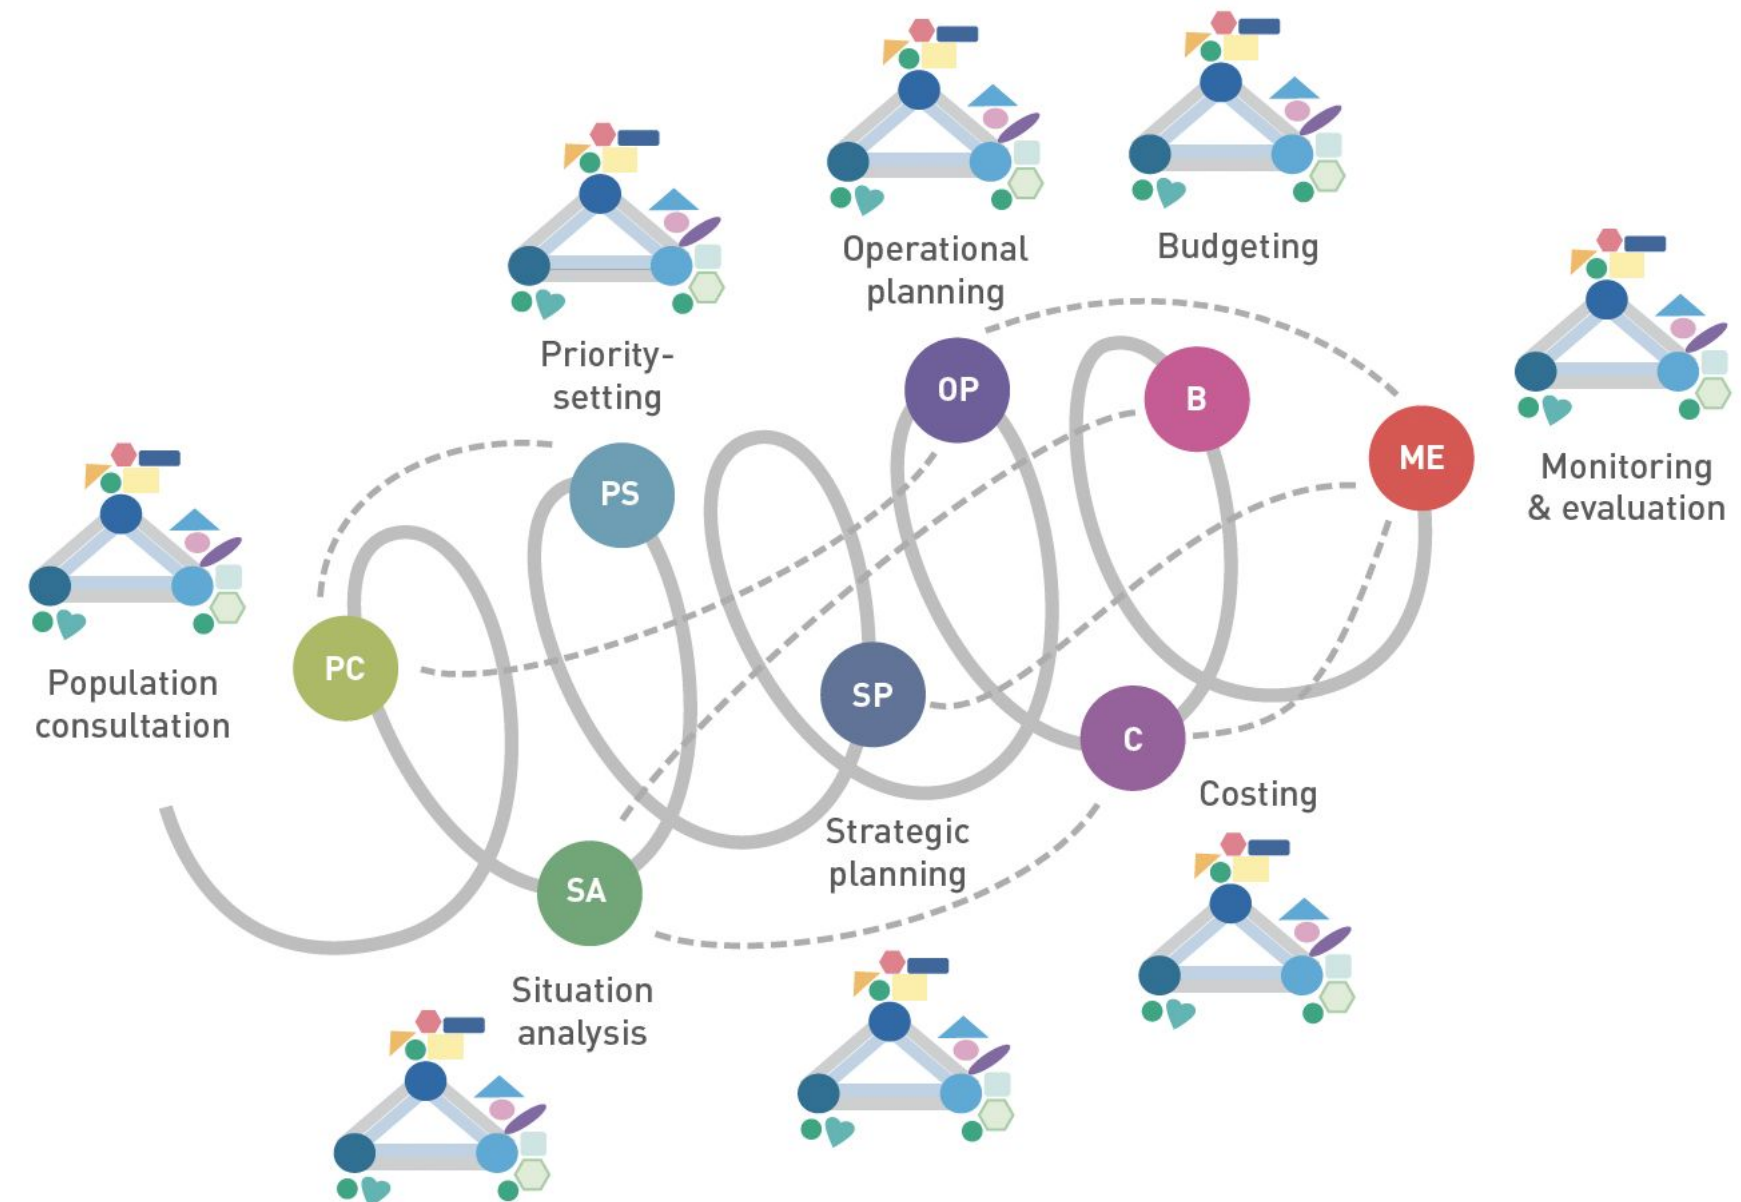 Population
consultation
PC
Priority-
setting
PS
SA
Situation
analysis
Operational
planning
OP
SP
Strategic
planning
Budgeting
B
C
Costing
ME
Monitoring
& evaluation